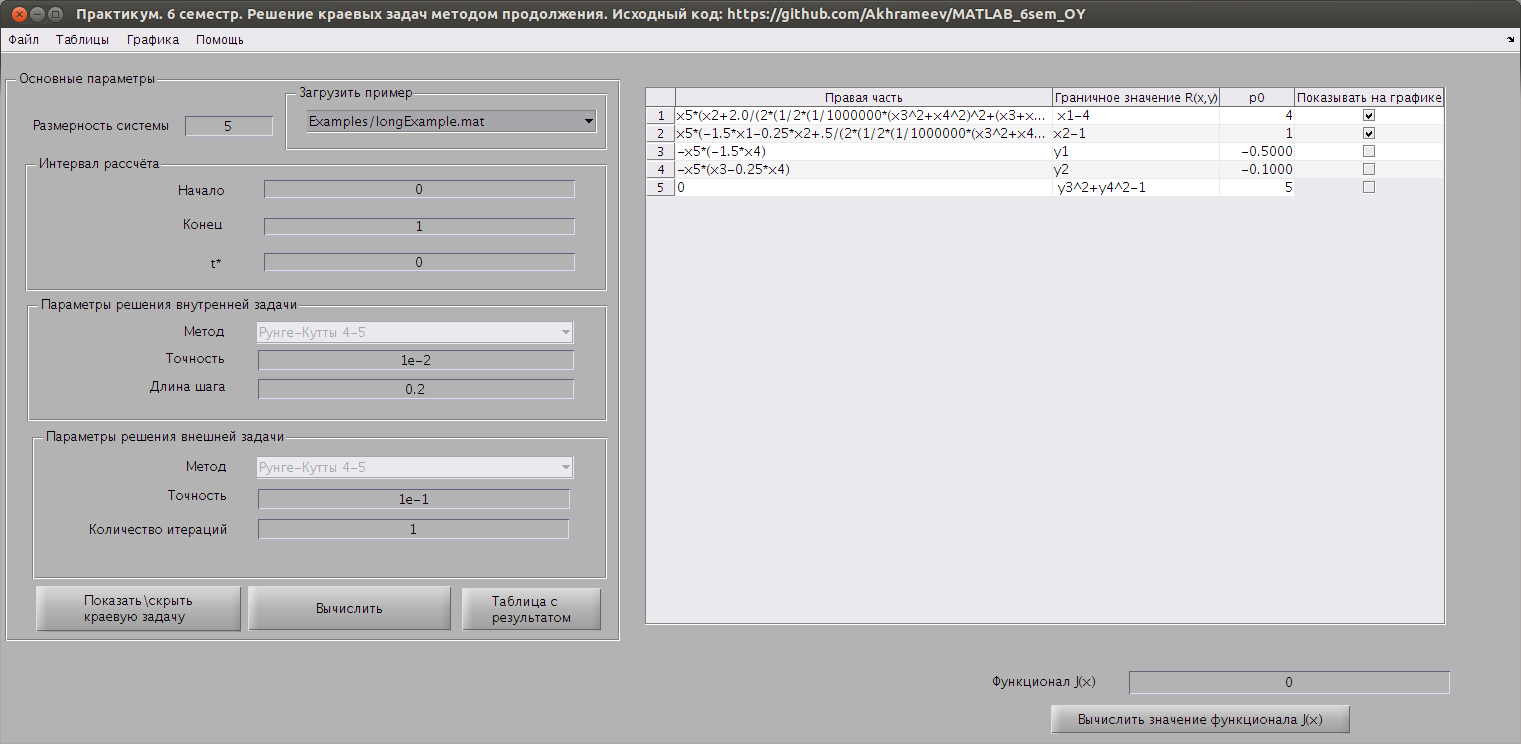 Практикум. 6 семестр. Решение краевых задач методом продолжения. Исходный код: https://github.com/Akhrameev/MATLAB_6sem_OY
Файл Таблицы Графика Помощь
Основные параметры
Размерность системы 5
Загрузить пример
Examples/longExample.mat
Интервал рассчёта
Начало 0
Конец 1
t* 0
Параметры решения внутренней задачи
Метод Рунге-Кутты 4-5
Точность 1e-2
Длина шага 0.2
Параметры решения внешней задачи
Метод Рунге-Кутты 4-5
Точность 1e-1
Количество итераций 1
Показать\скрыть
краевую задачу
Вычислить
Таблица с
результатом
Правая часть Граничное значение R(x,y) p0 Показывать на графике
1 x5*(x2+2.0/(2*(1/2*(1/1000000*(x3^2+x4^2)^2+(x3+x... x1-4 4
2 x5*(-1.5*x1-0.25*x2+.5/(2*(1/2*(1/1000000*(x3^2+x4... x2-1 1
3 -x5*(-1.5*x4) y1 -0.5000
4 -x5*(x3-0.25*x4) y2 -0.1000
5 0 y3^2+y4^2-1 5
Функционал J(x) 0
Вычислить значение функционала J(x)